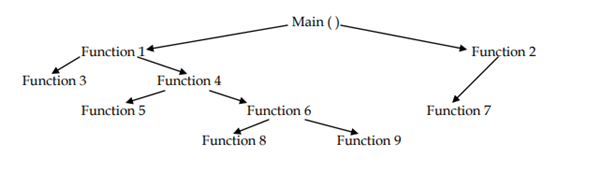 Main ( )
Function 1 Function 2
Function 3 Function 4
Function 5 Function 6 Function 7
Function 8 Function 9